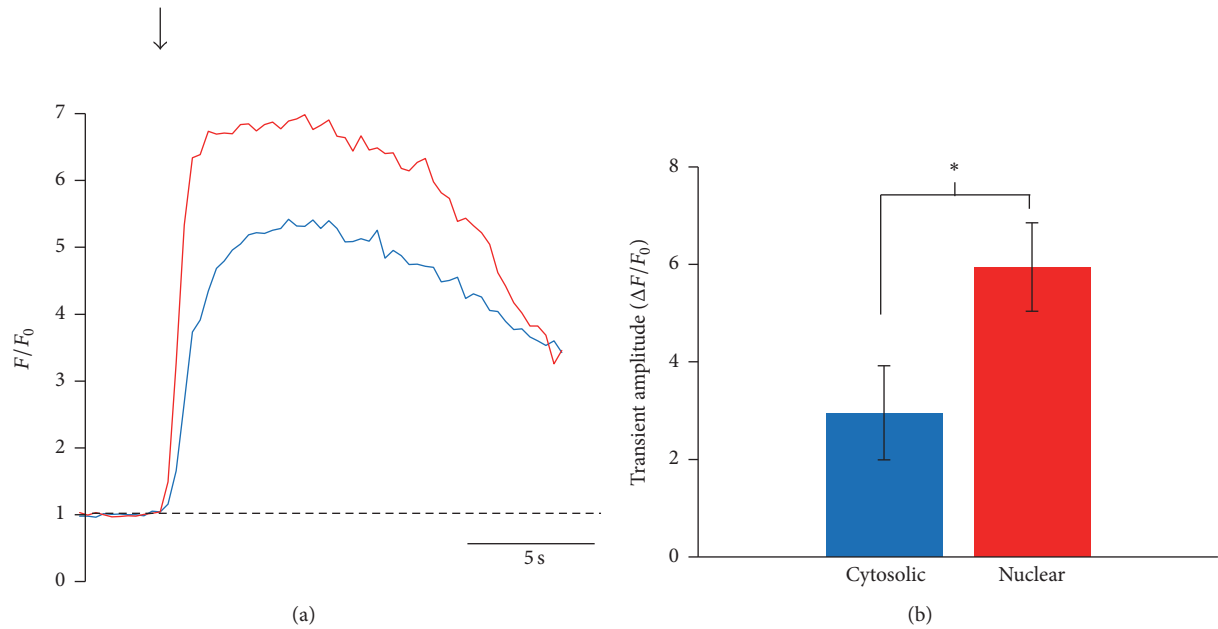 7
6
5
4
3
2
1
0
F/F0
5 s
(a)
8
6
4
2
0
Transient amplitude (ΔF/F0)
*
Cytosolic
Nuclear
(b)